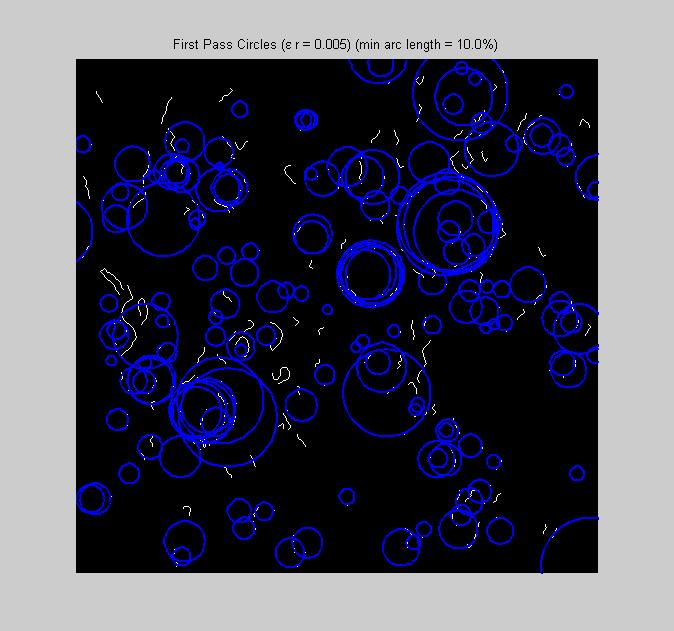 First Pass Circles (ε r = 0.005) (min arc length = 10.0%)